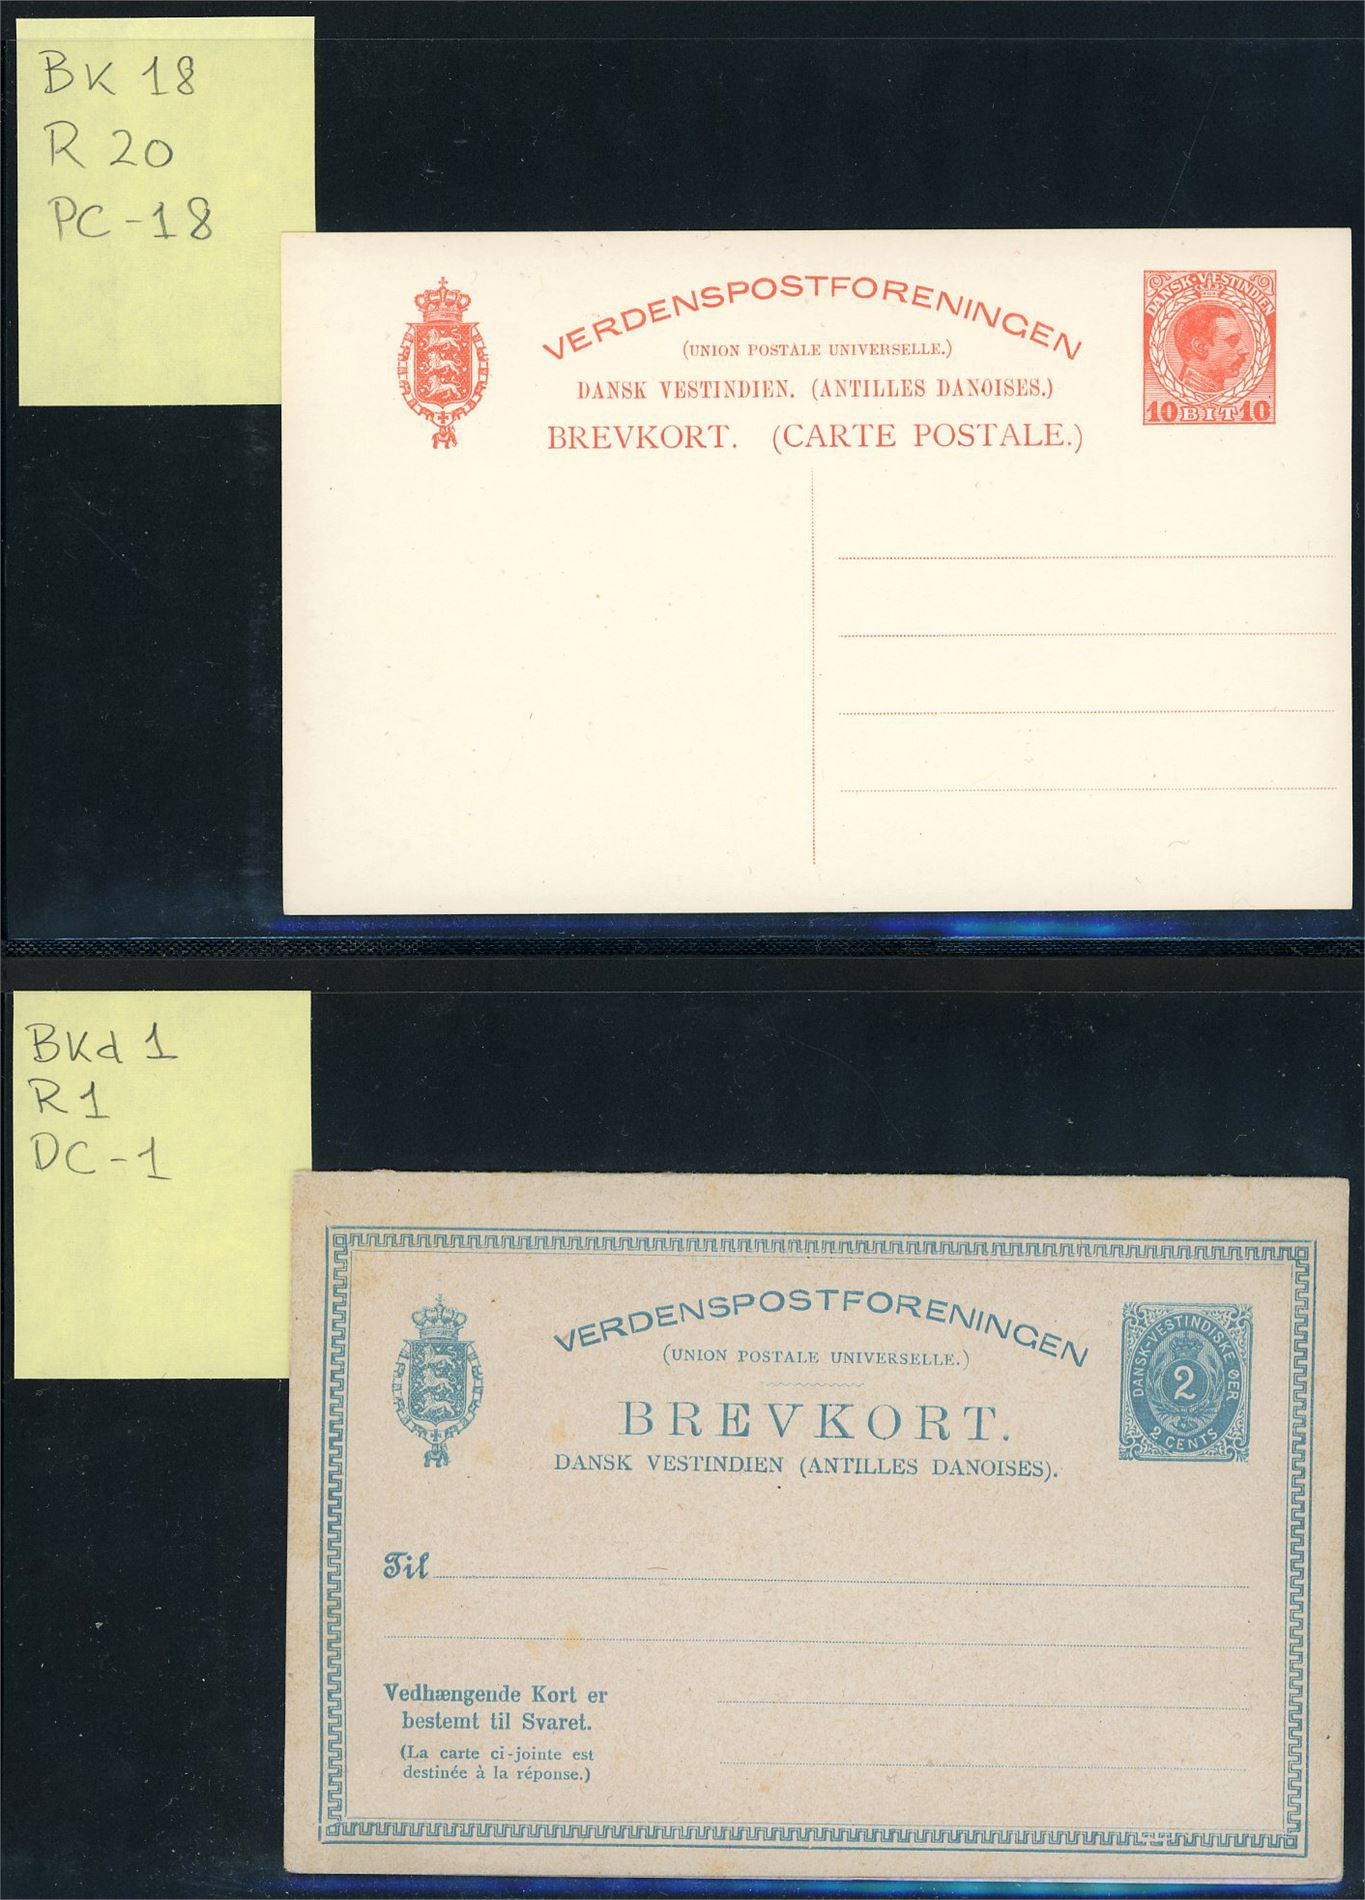 BK 18
R 20
PC-18
VERDENSPOSTFORENINGEN
(UNION POSTALE UNIVERSELLE.)
DANSK VESTINDIEN. (ANTILLES DANOISES.)
BREVKORT. (CARTE POSTALE.)
DANSK·VÆSTINDIEN
10 BIT 10
BKd 1
R1
DC-1
VERDENSPOSTFORENINGEN
(UNION POSTALE UNIVERSELLE.)
BREVKORT.
DANSK VESTINDIEN (ANTILLES DANOISES).
DANSK-VESTINDISKE ØER
2
2 CENTS
Til
Vedhængende Kort er
bestemt til Svaret.
(La carte ci-jointe est
destinée à la réponse.)